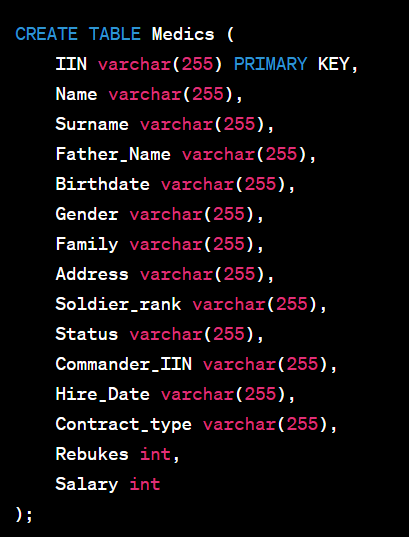 CREATE TABLE Medics (
    IIN varchar(255) PRIMARY KEY,
    Name varchar(255),
    Surname varchar(255),
    Father_Name varchar(255),
    Birthdate varchar(255),
    Gender varchar(255),
    Family varchar(255),
    Address varchar(255),
    Soldier_rank varchar(255),
    Status varchar(255),
    Commander_IIN varchar(255),
    Hire_Date varchar(255),
    Contract_type varchar(255),
    Rebukes int,
    Salary int
);